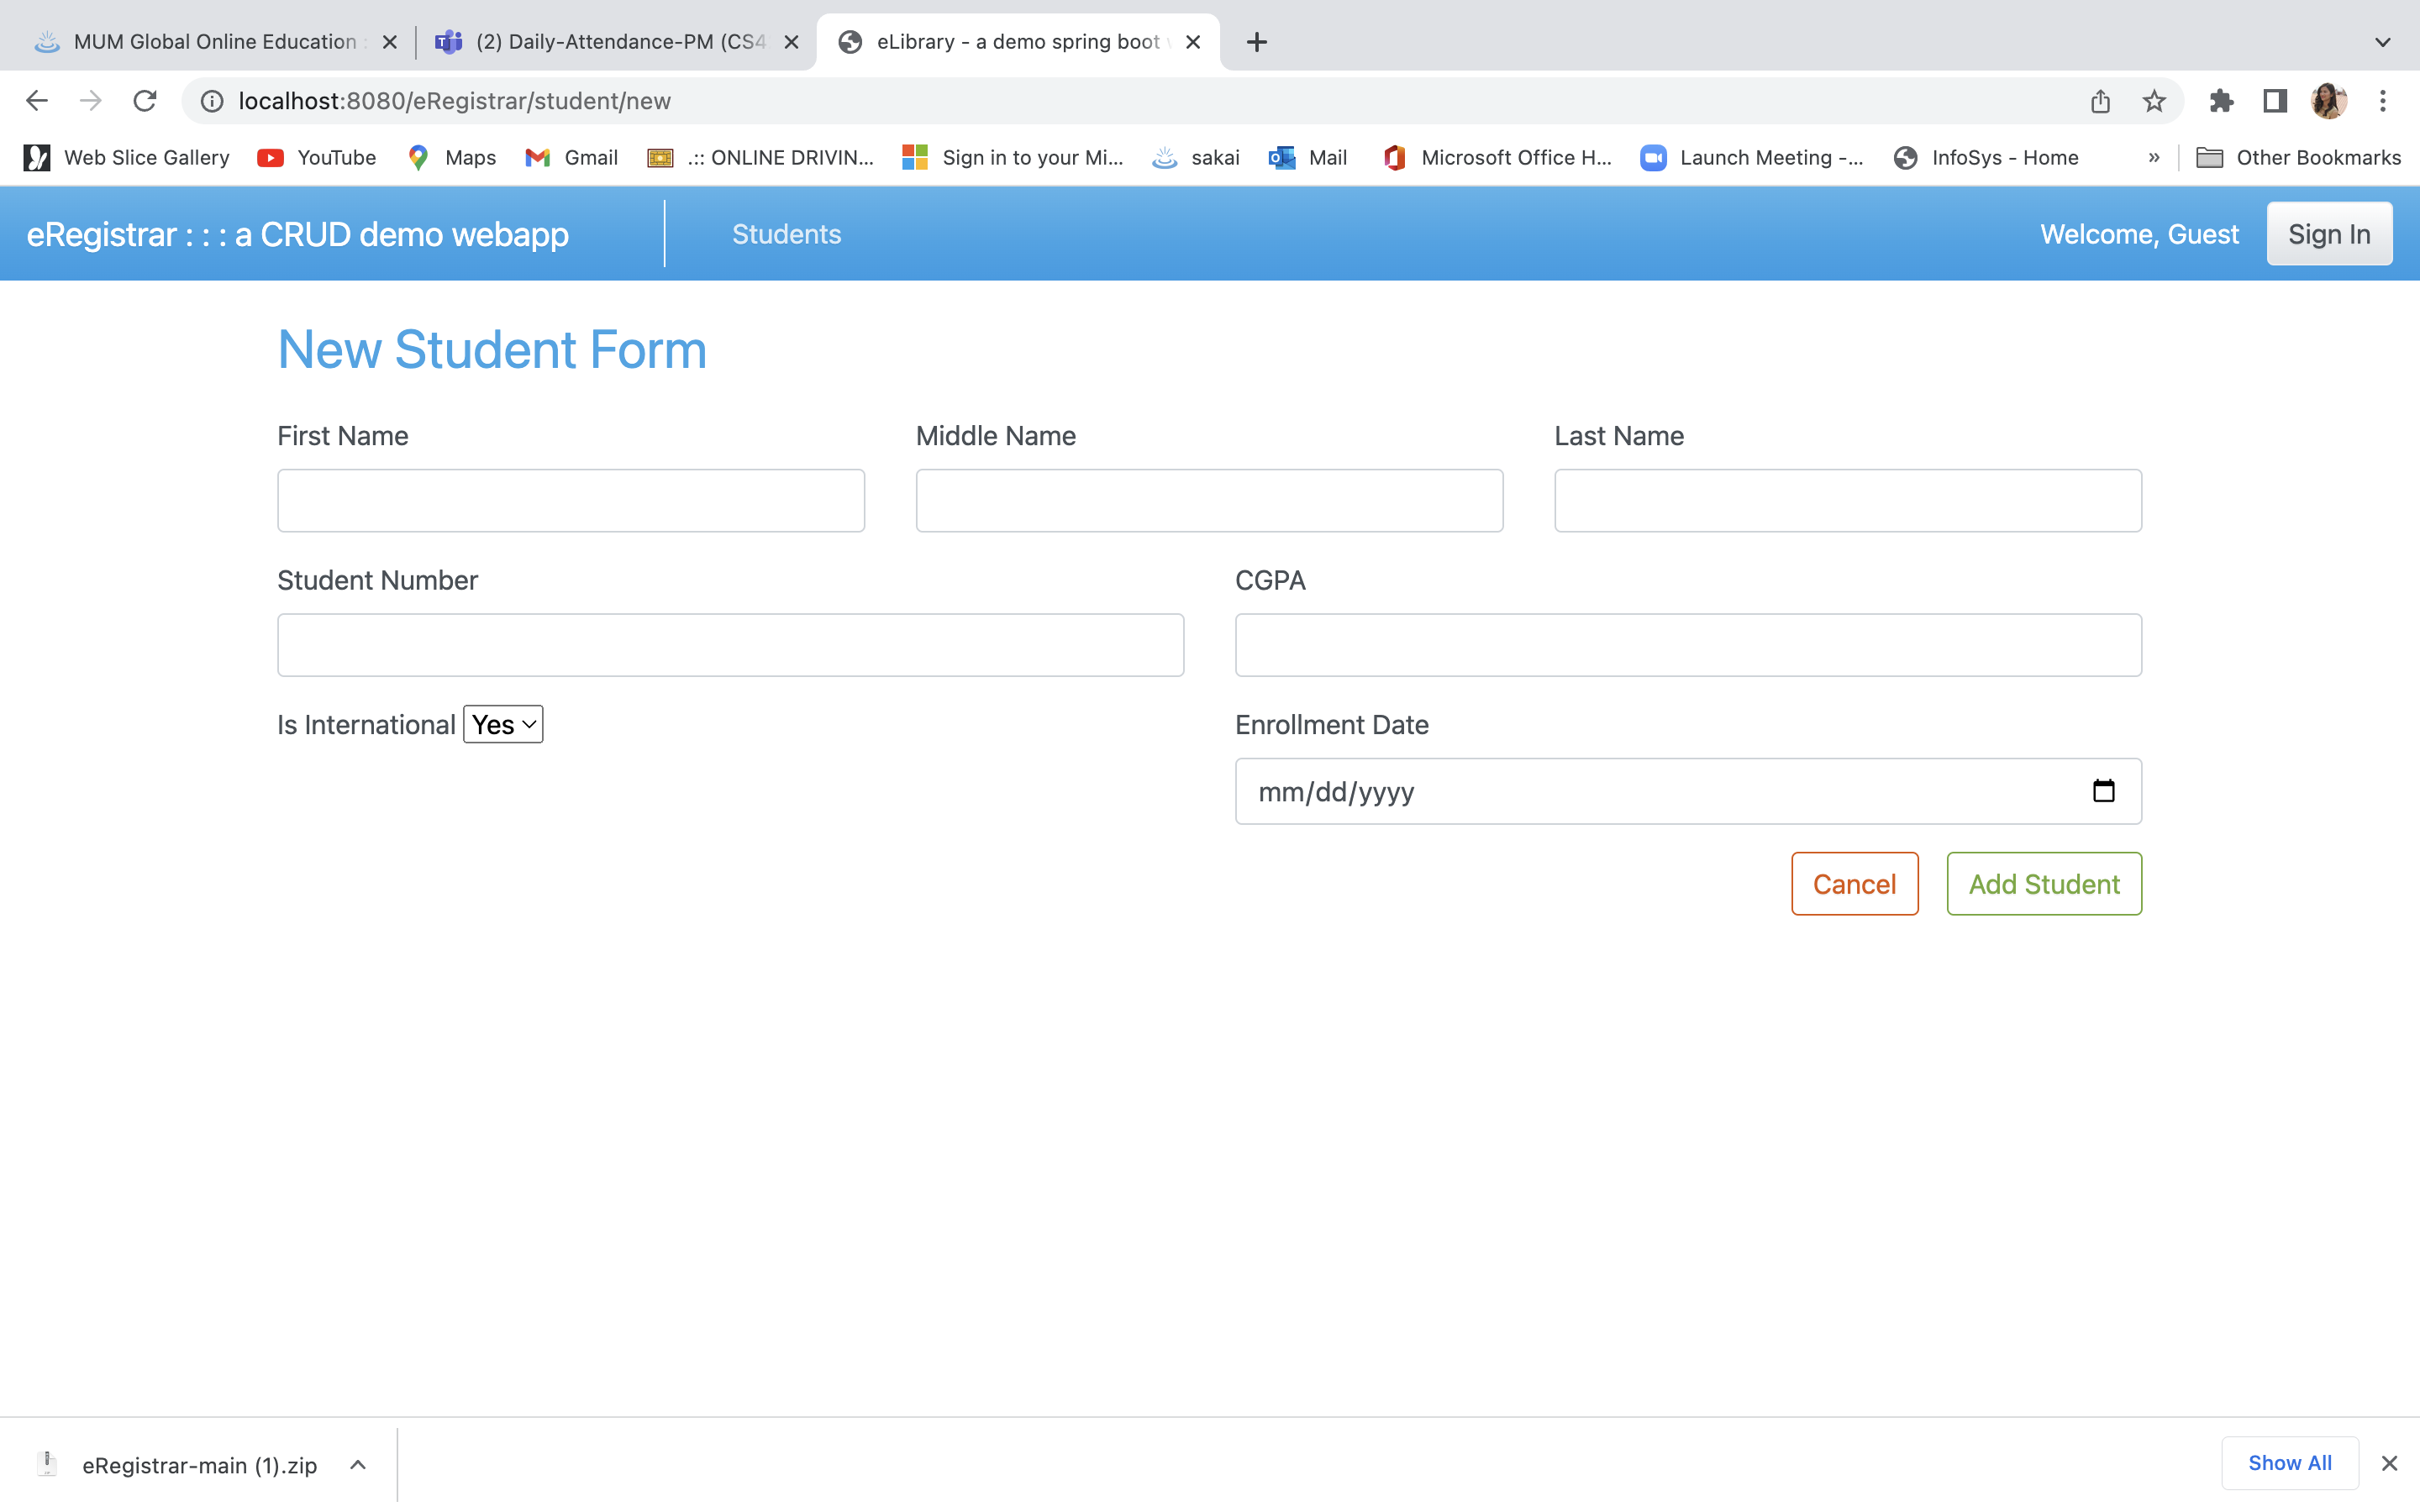 MUM Global Online Education :
(2) Daily-Attendance-PM (CS4
eLibrary - a demo spring boot
localhost:8080/eRegistrar/student/new
Web Slice Gallery
YouTube
Maps
Gmail
.:: ONLINE DRIVIN...
Sign in to your Mi...
sakai
Mail
Microsoft Office H...
Launch Meeting -...
InfoSys - Home
»
Other Bookmarks
eRegistrar : : : a CRUD demo webapp
Students
Welcome, Guest
Sign In
New Student Form
First Name
Middle Name
Last Name
Student Number
CGPA
Is International Yes
Enrollment Date
mm/dd/yyyy
Cancel
Add Student
eRegistrar-main (1).zip
Show All